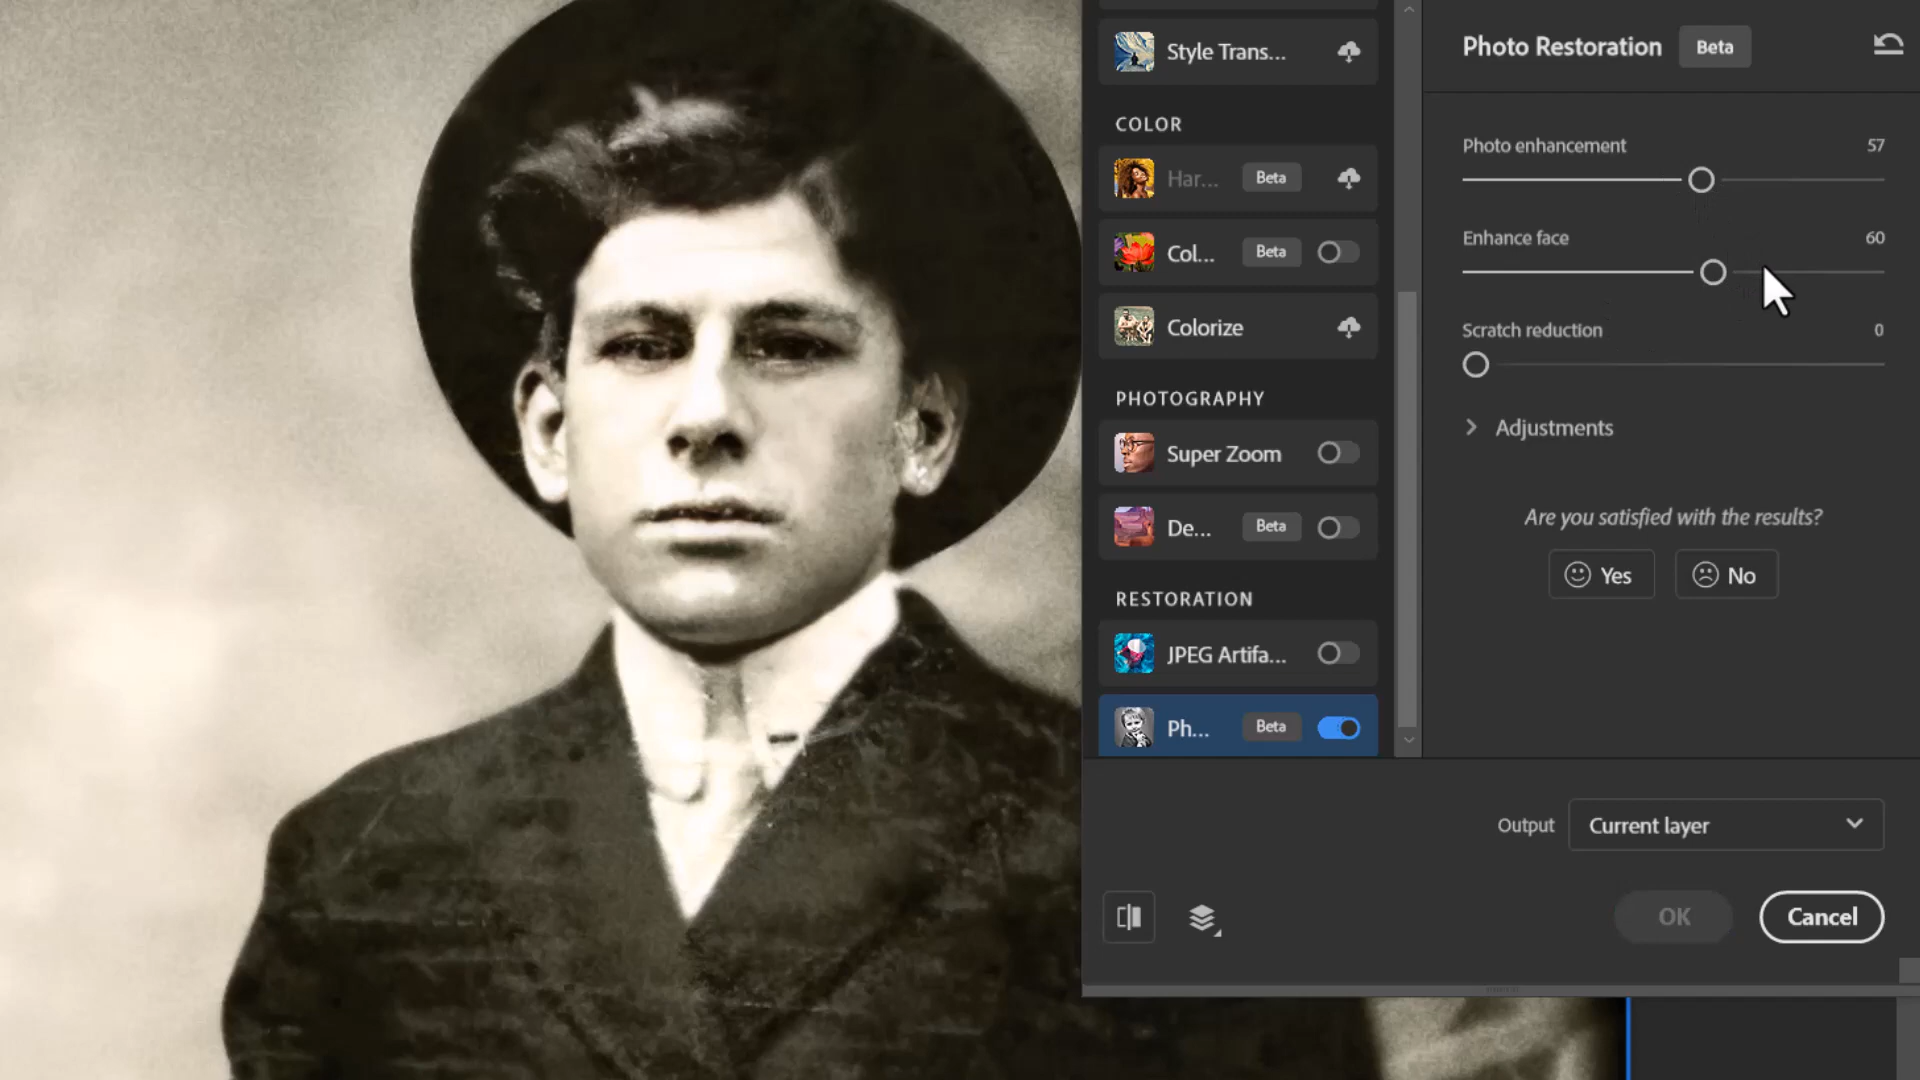 Style Trans...
COLOR
Har... Beta
Col... Beta
Colorize
PHOTOGRAPHY
Super Zoom
De... Beta
RESTORATION
JPEG Artifa...
Ph... Beta
Photo Restoration Beta
Photo enhancement 57
Enhance face 60
Scratch reduction 0
Adjustments
Are you satisfied with the results?
Yes No
Output Current layer
OK Cancel